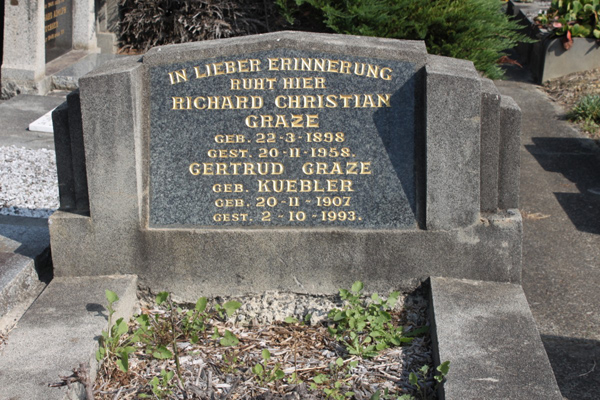 IN LIEBER ERINNERUNG
RUHT HIER
RICHARD CHRISTIAN
GRAZE
GEB. 22-3-1898
GEST. 20-11-1958.
GERTRUD GRAZE
GEB. KUEBLER
GEB. 20-11-1907
GEST. 2-10-1993.